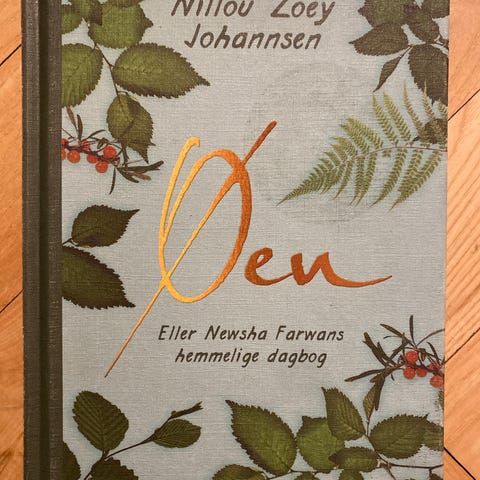 Nillou Zoey
Johannsen
Øen
Eller Newsha Farwans
hemmelige dagbog